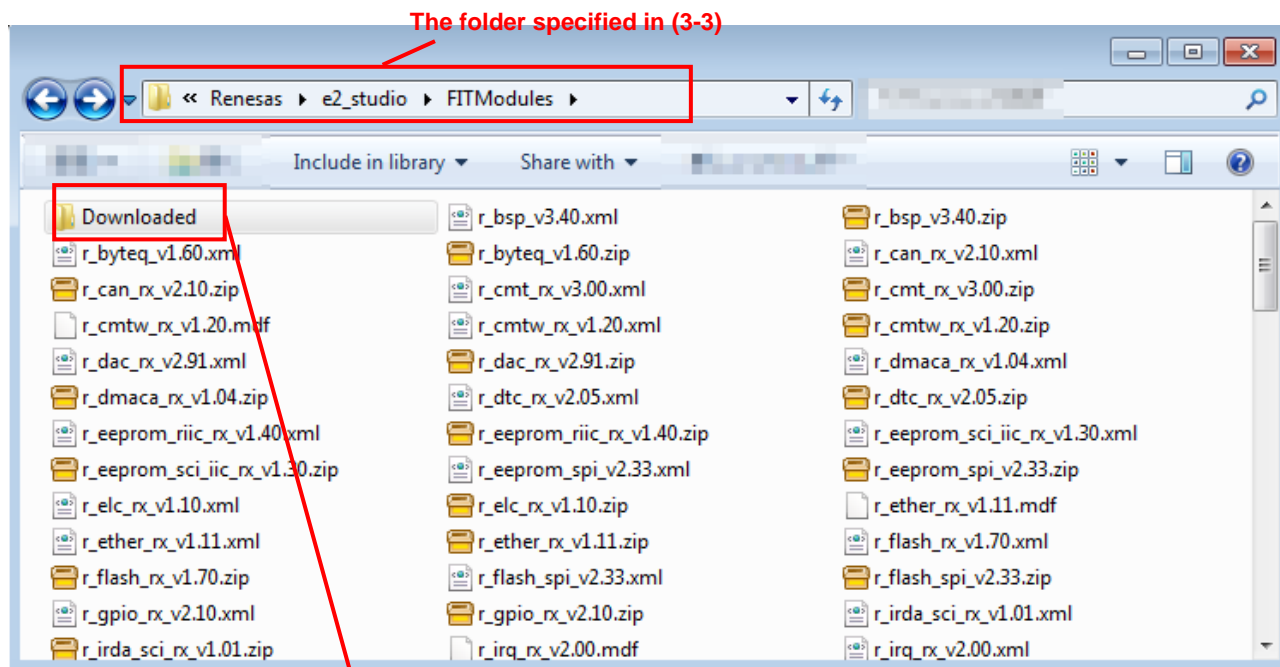 The folder specified in (3-3)
« Renesas ▸ e2_studio ▸ FITModules ▸
Include in library Share with
Downloaded r_bsp_v3.40.xml r_bsp_v3.40.zip
r_byteq_v1.60.xml r_byteq_v1.60.zip r_can_rx_v2.10.xml
r_can_rx_v2.10.zip r_cmt_rx_v3.00.xml r_cmt_rx_v3.00.zip
r_cmtw_rx_v1.20.mdf r_cmtw_rx_v1.20.xml r_cmtw_rx_v1.20.zip
r_dac_rx_v2.91.xml r_dac_rx_v2.91.zip r_dmaca_rx_v1.04.xml
r_dmaca_rx_v1.04.zip r_dtc_rx_v2.05.xml r_dtc_rx_v2.05.zip
r_eeprom_riic_rx_v1.40.xml r_eeprom_riic_rx_v1.40.zip r_eeprom_sci_iic_rx_v1.30.xml
r_eeprom_sci_iic_rx_v1.30.zip r_eeprom_spi_v2.33.xml r_eeprom_spi_v2.33.zip
r_elc_rx_v1.10.xml r_elc_rx_v1.10.zip r_ether_rx_v1.11.mdf
r_ether_rx_v1.11.xml r_ether_rx_v1.11.zip r_flash_rx_v1.70.xml
r_flash_rx_v1.70.zip r_flash_spi_v2.33.xml r_flash_spi_v2.33.zip
r_gpio_rx_v2.10.xml r_gpio_rx_v2.10.zip r_irda_sci_rx_v1.01.xml
r_irda_sci_rx_v1.01.zip r_irq_rx_v2.00.mdf r_irq_rx_v2.00.xml